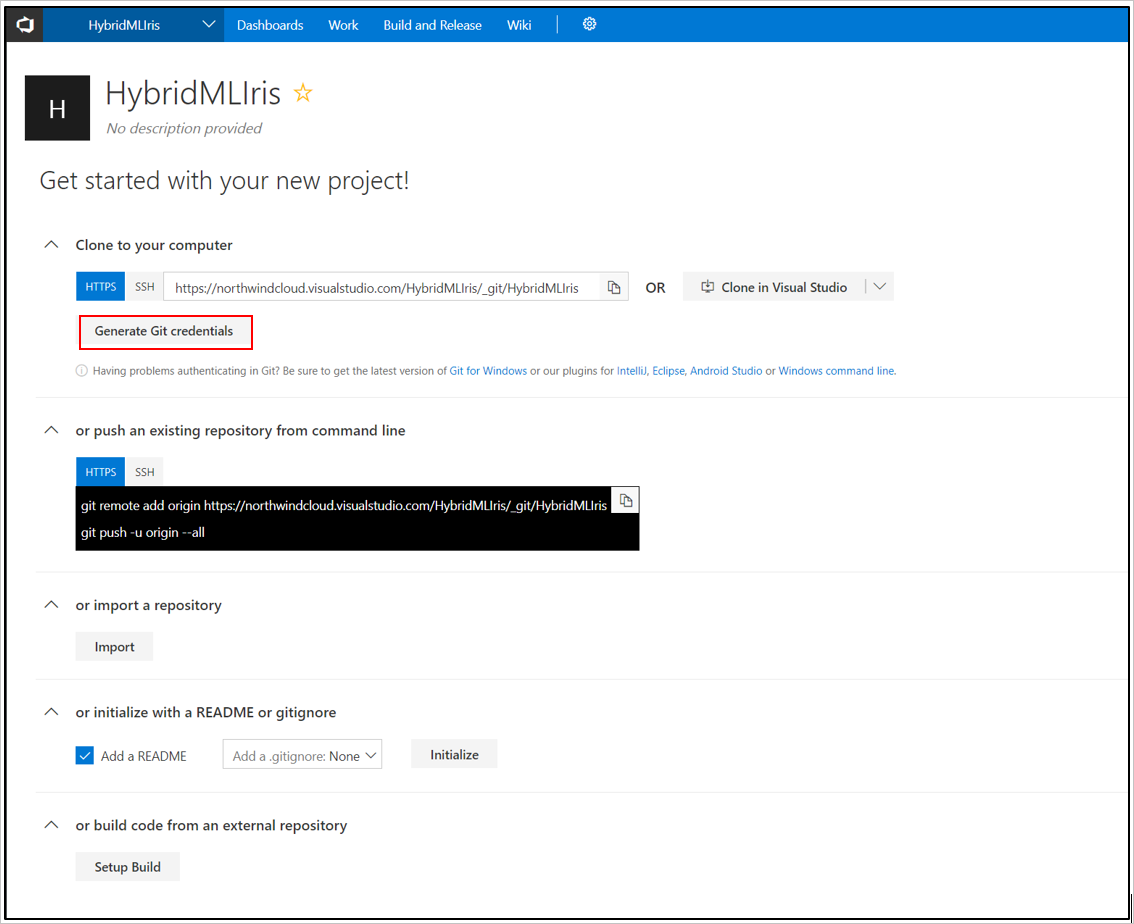 HybridMLIris Dashboards Work Build and Release Wiki
H
HybridMLIris
No description provided
Get started with your new project!
Clone to your computer
HTTPS SSH https://northwindcloud.visualstudio.com/HybridMLIris/_git/HybridMLIris OR Clone in Visual Studio
Generate Git credentials
Having problems authenticating in Git? Be sure to get the latest version of Git for Windows or our plugins for IntelliJ, Eclipse, Android Studio or Windows command line.
or push an existing repository from command line
HTTPS SSH
git remote add origin https://northwindcloud.visualstudio.com/HybridMLIris/_git/HybridMLIris
git push -u origin --all
or import a repository
Import
or initialize with a README or gitignore
Add a README Add a .gitignore: None Initialize
or build code from an external repository
Setup Build